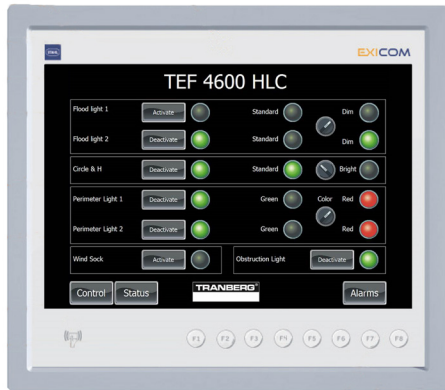 EXICOM
TEF 4600 HLC
Flood light 1 Activate Standard Dim
Flood light 2 Deactivate Standard Dim
Circle & H Deactivate Standard Bright
Perimeter Light 1 Deactivate Green Color Red
Perimeter Light 2 Deactivate Green Red
Wind Sock Activate Obstruction Light Deactivate
Control Status TRANBERG® Alarms
F1 F2 F3 F4 F5 F6 F7 F8